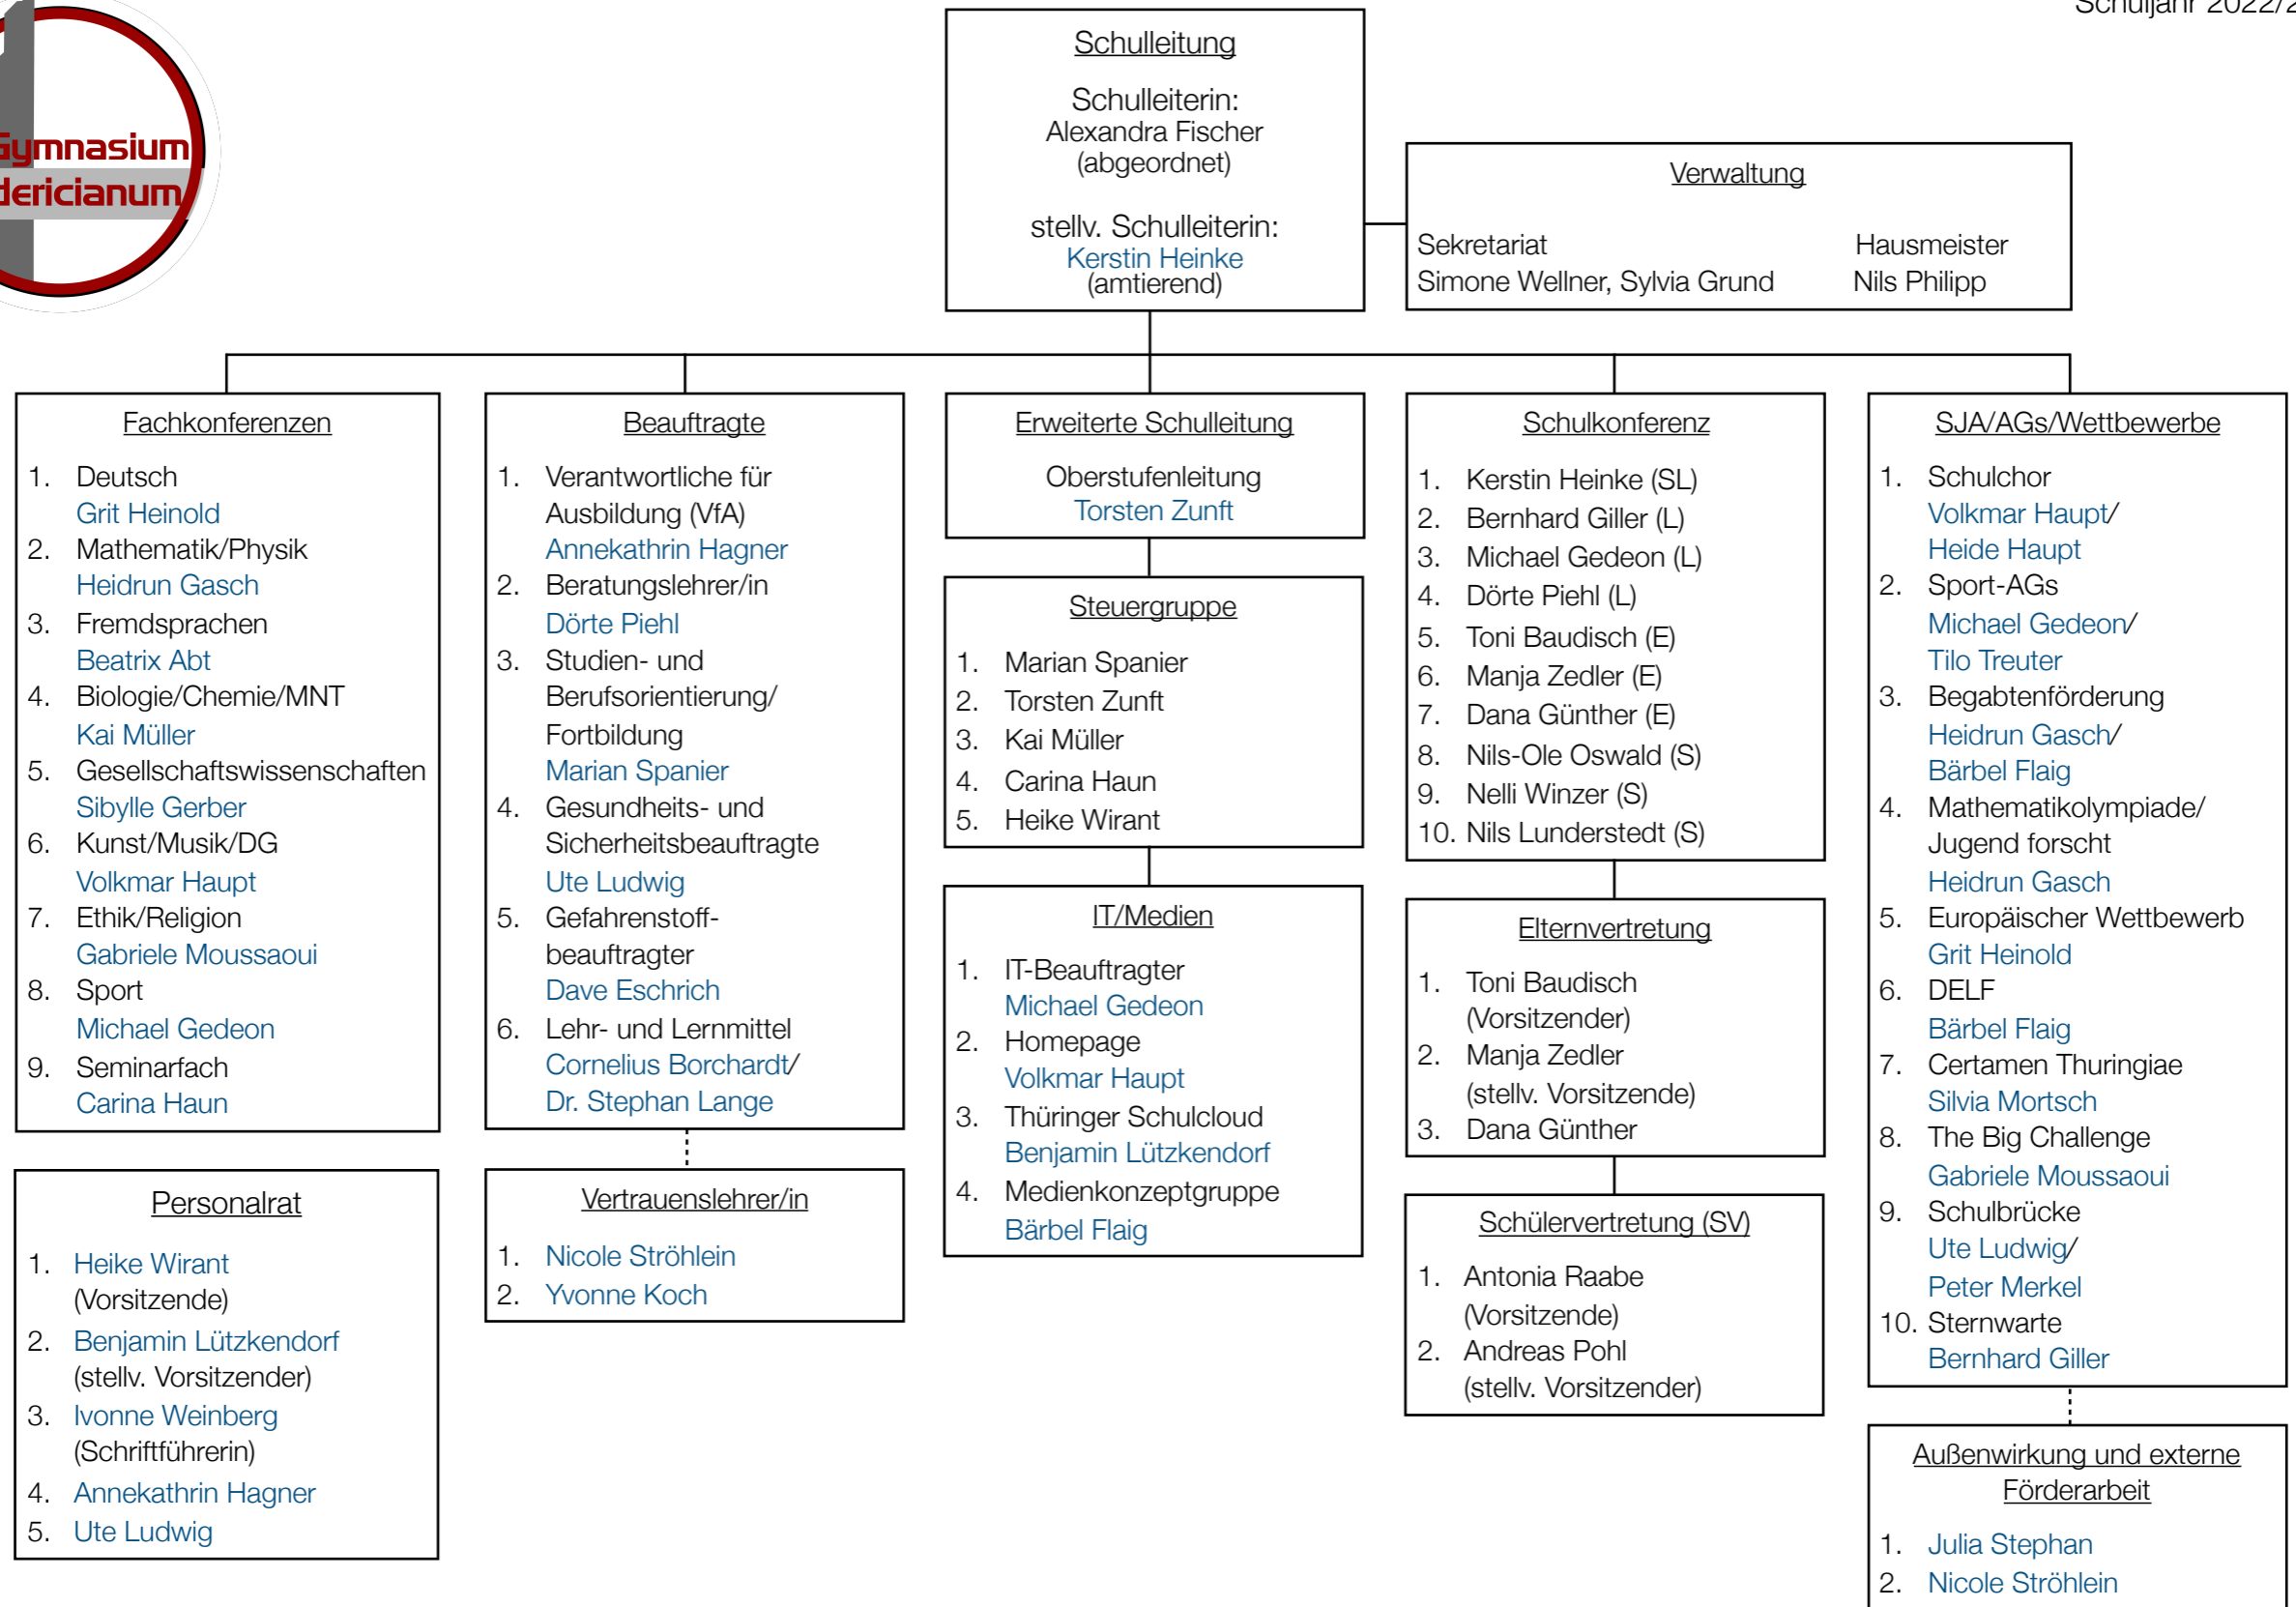 Schuljahr 2022/2
Gymnasium
dericianum
Schulleitung
Schulleiterin:
Alexandra Fischer
(abgeordnet)
stellv. Schulleiterin:
Kerstin Heinke
(amtierend)
Verwaltung
Sekretariat Hausmeister
Simone Wellner, Sylvia Grund Nils Philipp
Fachkonferenzen
1. Deutsch
Grit Heinold
2. Mathematik/Physik
Heidrun Gasch
3. Fremdsprachen
Beatrix Abt
4. Biologie/Chemie/MNT
Kai Müller
5. Gesellschaftswissenschaften
Sibylle Gerber
6. Kunst/Musik/DG
Volkmar Haupt
7. Ethik/Religion
Gabriele Moussaoui
8. Sport
Michael Gedeon
9. Seminarfach
Carina Haun
Personalrat
1. Heike Wirant
(Vorsitzende)
2. Benjamin Lützkendorf
(stellv. Vorsitzender)
3. Ivonne Weinberg
(Schriftführerin)
4. Annekathrin Hagner
5. Ute Ludwig
Beauftragte
1. Verantwortliche für
Ausbildung (VfA)
Annekathrin Hagner
2. Beratungslehrer/in
Dörte Piehl
3. Studien- und
Berufsorientierung/
Fortbildung
Marian Spanier
4. Gesundheits- und
Sicherheitsbeauftragte
Ute Ludwig
5. Gefahrenstoff-
beauftragter
Dave Eschrich
6. Lehr- und Lernmittel
Cornelius Borchardt/
Dr. Stephan Lange
Vertrauenslehrer/in
1. Nicole Ströhlein
2. Yvonne Koch
Erweiterte Schulleitung
Oberstufenleitung
Torsten Zunft
Steuergruppe
1. Marian Spanier
2. Torsten Zunft
3. Kai Müller
4. Carina Haun
5. Heike Wirant
IT/Medien
1. IT-Beauftragter
Michael Gedeon
2. Homepage
Volkmar Haupt
3. Thüringer Schulcloud
Benjamin Lützkendorf
4. Medienkonzeptgruppe
Bärbel Flaig
Schulkonferenz
1. Kerstin Heinke (SL)
2. Bernhard Giller (L)
3. Michael Gedeon (L)
4. Dörte Piehl (L)
5. Toni Baudisch (E)
6. Manja Zedler (E)
7. Dana Günther (E)
8. Nils-Ole Oswald (S)
9. Nelli Winzer (S)
10. Nils Lunderstedt (S)
Elternvertretung
1. Toni Baudisch
(Vorsitzender)
2. Manja Zedler
(stellv. Vorsitzende)
3. Dana Günther
Schülervertretung (SV)
1. Antonia Raabe
(Vorsitzende)
2. Andreas Pohl
(stellv. Vorsitzender)
SJA/AGs/Wettbewerbe
1. Schulchor
Volkmar Haupt/
Heide Haupt
2. Sport-AGs
Michael Gedeon/
Tilo Treuter
3. Begabtenförderung
Heidrun Gasch/
Bärbel Flaig
4. Mathematikolympiade/
Jugend forscht
Heidrun Gasch
5. Europäischer Wettbewerb
Grit Heinold
6. DELF
Bärbel Flaig
7. Certamen Thuringiae
Silvia Mortsch
8. The Big Challenge
Gabriele Moussaoui
9. Schulbrücke
Ute Ludwig/
Peter Merkel
10. Sternwarte
Bernhard Giller
Außenwirkung und externe
Förderarbeit
1. Julia Stephan
2. Nicole Ströhlein